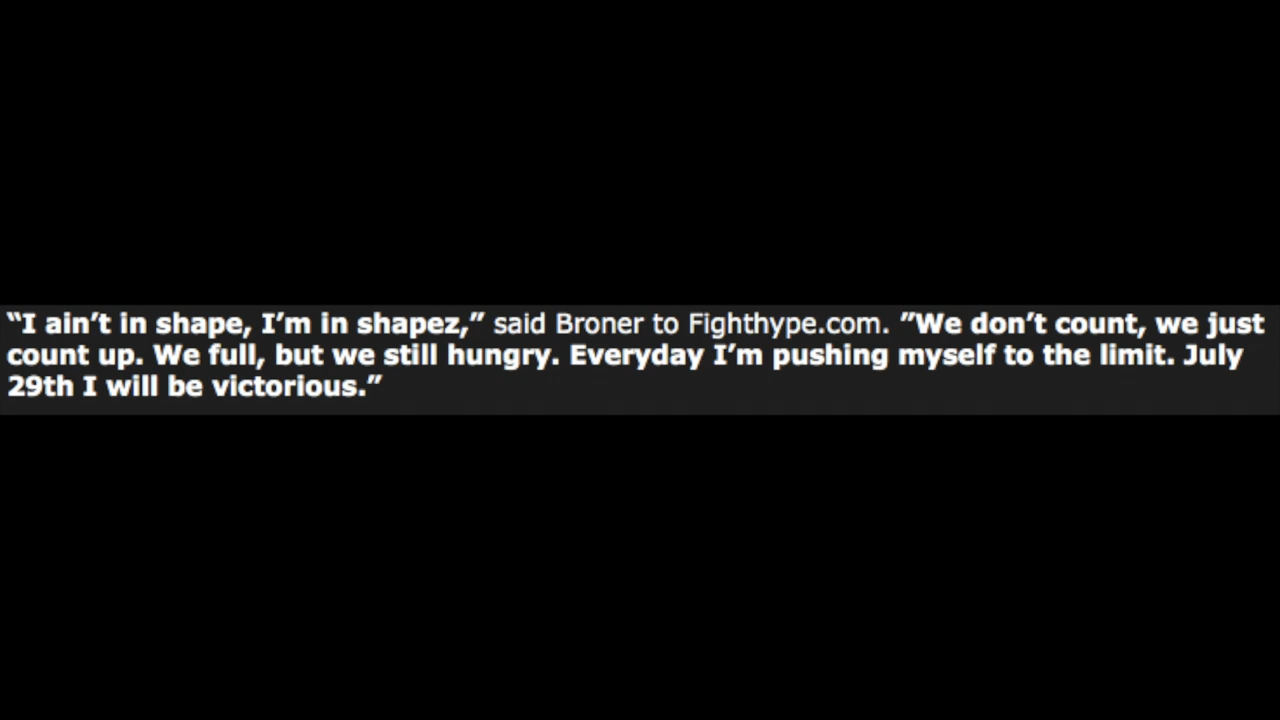 “I ain’t in shape, I’m in shapez,” said Broner to Fighthype.com. ”We don’t count, we just
count up. We full, but we still hungry. Everyday I’m pushing myself to the limit. July
29th I will be victorious.”